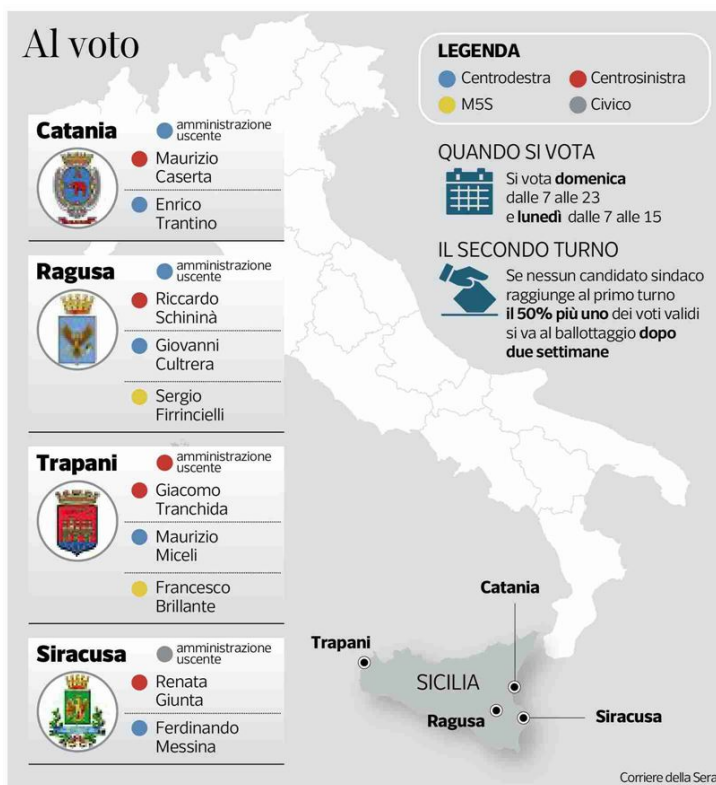 Al voto
LEGENDA
Centrodestra
Centrosinistra
M5S
Civico
QUANDO SI VOTA
Si vota domenica
dalle 7 alle 23
e lunedì dalle 7 alle 15
IL SECONDO TURNO
Se nessun candidato sindaco
raggiunge al primo turno
il 50% più uno dei voti validi
si va al ballottaggio dopo
due settimane
Catania
amministrazione
uscente
Maurizio
Caserta
Enrico
Trantino
Ragusa
amministrazione
uscente
Riccardo
Schininà
Giovanni
Cultrera
Sergio
Firrincielli
Trapani
amministrazione
uscente
Giacomo
Tranchida
Maurizio
Miceli
Francesco
Brillante
Siracusa
amministrazione
uscente
Renata
Giunta
Ferdinando
Messina
Catania
Trapani
SICILIA
Ragusa
Siracusa
Corriere della Sera